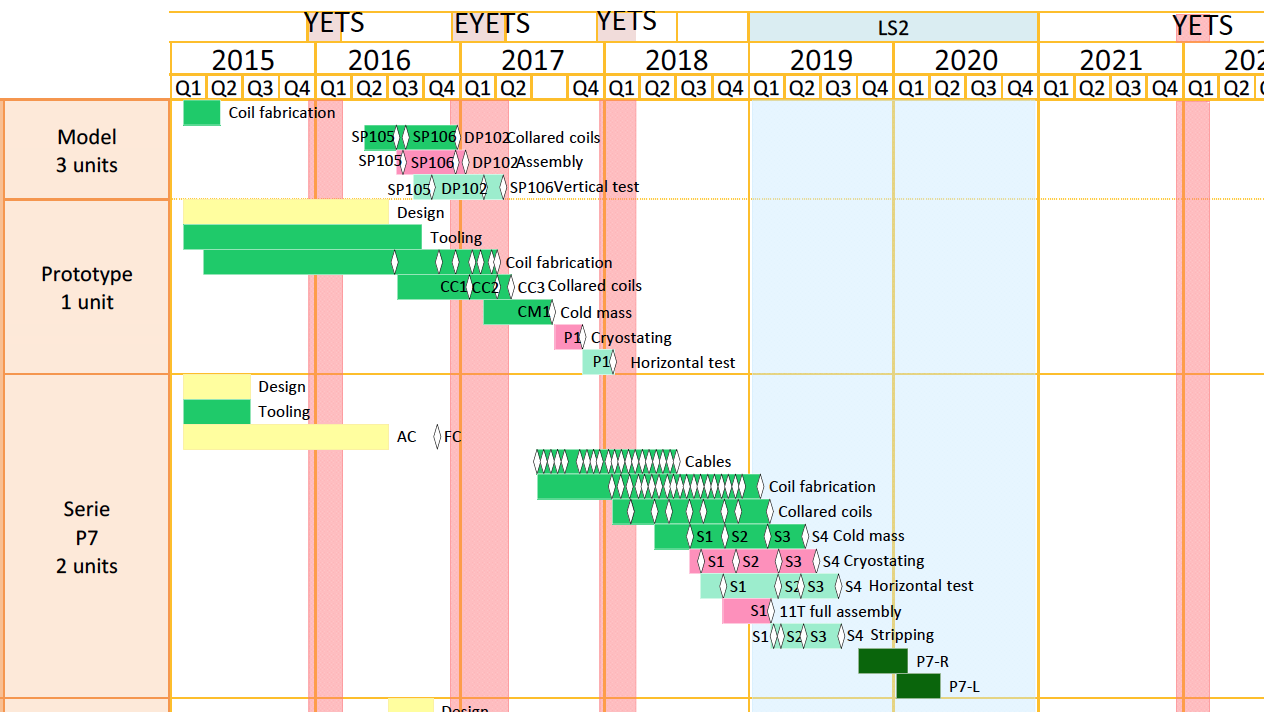 YETS EYETS YETS LS2 YETS
2015 2016 2017 2018 2019 2020 2021 202
Q1 Q2 Q3 Q4 Q1 Q2 Q3 Q4 Q1 Q2 Q4 Q1 Q2 Q3 Q4 Q1 Q2 Q3 Q4 Q1 Q2 Q3 Q4 Q1 Q2 Q3 Q4 Q1 Q2
Model
3 units
Coil fabrication
SP105 SP106 DP102 Collared coils
SP105 SP106 DP102 Assembly
SP105 DP102 SP106 Vertical test
Prototype
1 unit
Design
Tooling
Coil fabrication
CC1 CC2 CC3 Collared coils
CM1 Cold mass
P1 Cryostating
P1 Horizontal test
Serie
P7
2 units
Design
Tooling
AC FC
Cables
Coil fabrication
Collared coils
S1 S2 S3 S4 Cold mass
S1 S2 S3 S4 Cryostating
S1 S2 S3 S4 Horizontal test
S1 11T full assembly
S1 S2 S3 S4 Stripping
P7-R
P7-L
Design